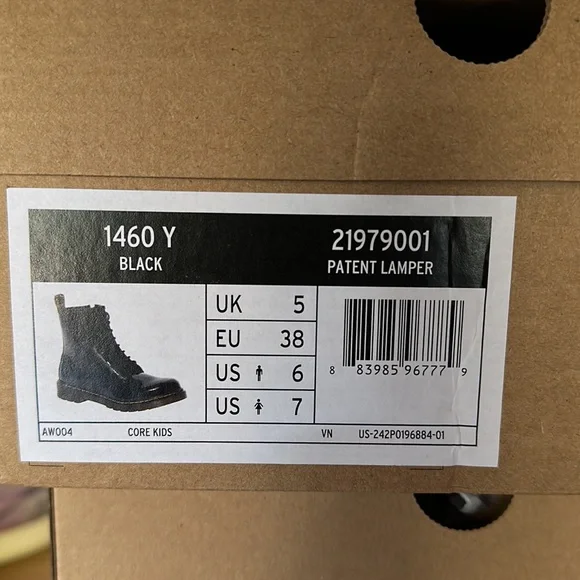 1460 Y
BLACK
21979001
PATENT LAMPER
UK 5
EU 38
US 6
US 7
8 83985 96777 9
AW004 CORE KIDS VN US-242P0196884-01